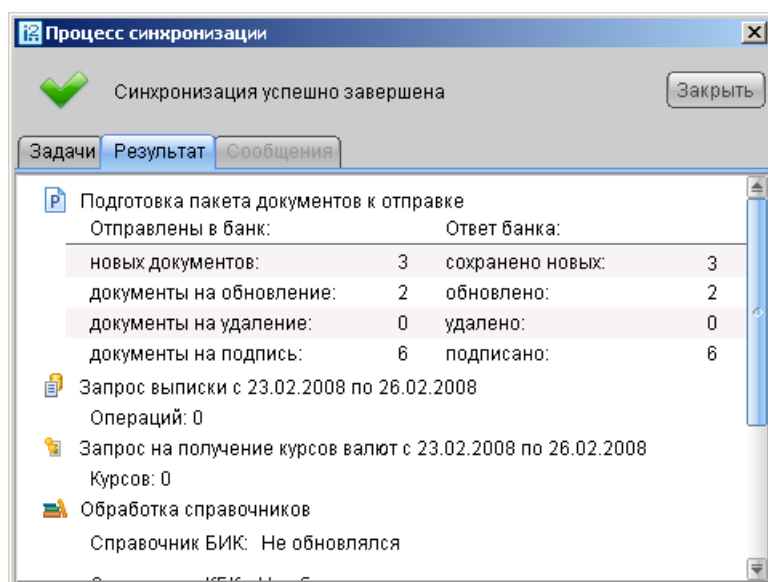 Процесс синхронизации
Синхронизация успешно завершена
Закрыть
Задачи Результат Сообщения
Подготовка пакета документов к отправке
Отправлены в банк: Ответ банка:
новых документов: 3 сохранено новых: 3
документы на обновление: 2 обновлено: 2
документы на удаление: 0 удалено: 0
документы на подпись: 6 подписано: 6
Запрос выписки с 23.02.2008 по 26.02.2008
Операций: 0
Запрос на получение курсов валют с 23.02.2008 по 26.02.2008
Курсов: 0
Обработка справочников
Справочник БИК: Не обновлялся